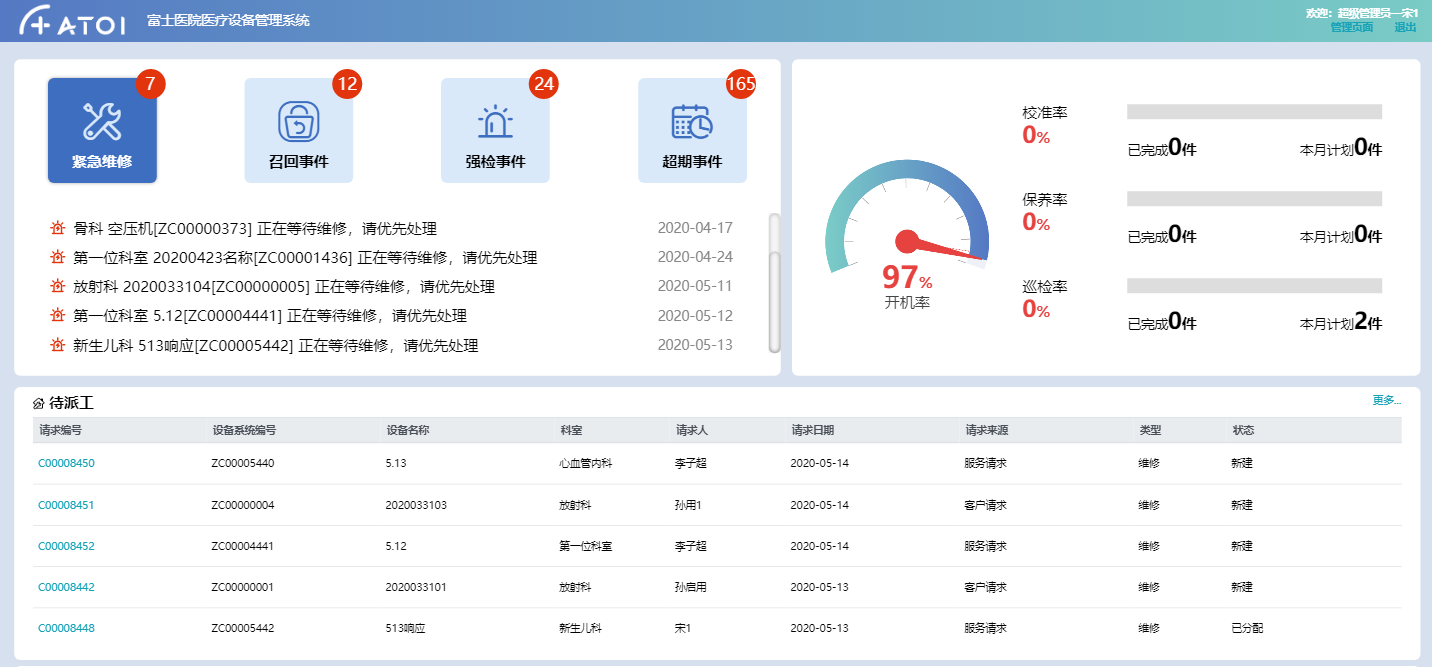 ATOI 富士医院医疗设备管理系统
欢迎：超级管理员—宋1
管理页面 退出
7
紧急维修
12
召回事件
24
强检事件
165
超期事件
骨科 空压机[ZC00000373] 正在等待维修，请优先处理 2020-04-17
第一位科室 20200423名称[ZC00001436] 正在等待维修，请优先处理 2020-04-24
放射科 2020033104[ZC00000005] 正在等待维修，请优先处理 2020-05-11
第一位科室 5.12[ZC00004441] 正在等待维修，请优先处理 2020-05-12
新生儿科 513响应[ZC00005442] 正在等待维修，请优先处理 2020-05-13
97%
开机率
校准率
0%
已完成0件 本月计划0件
保养率
0%
已完成0件 本月计划0件
巡检率
0%
已完成0件 本月计划2件
待派工 更多...
请求编号 设备系统编号 设备名称 科室 请求人 请求日期 请求来源 类型 状态
C00008450 ZC00005440 5.13 心血管内科 李子超 2020-05-14 服务请求 维修 新建
C00008451 ZC00000004 2020033103 放射科 孙用1 2020-05-14 客户请求 维修 新建
C00008452 ZC00004441 5.12 第一位科室 李子超 2020-05-14 服务请求 维修 新建
C00008442 ZC00000001 2020033101 放射科 孙启用 2020-05-13 客户请求 维修 新建
C00008448 ZC00005442 513响应 新生儿科 宋1 2020-05-13 服务请求 维修 已分配